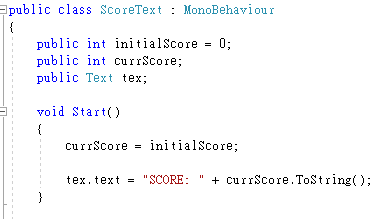 public class ScoreText : MonoBehaviour
{
public int initialScore = 0;
public int currScore;
public Text tex;
void Start()
{
currScore = initialScore;
tex.text = "SCORE: " + currScore.ToString();
}